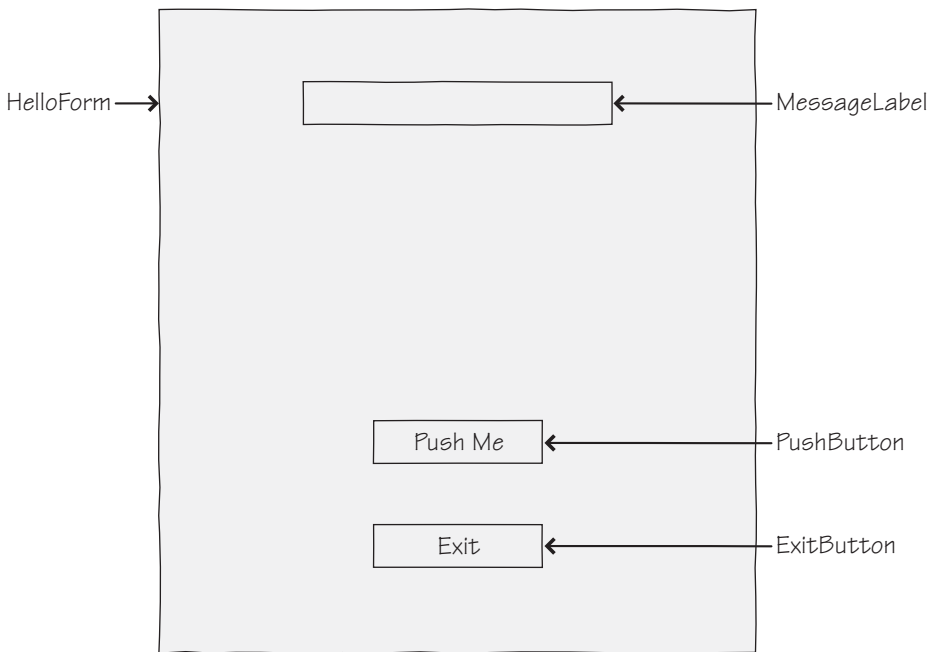 HelloForm
MessageLabel
Push Me
PushButton
Exit
ExitButton